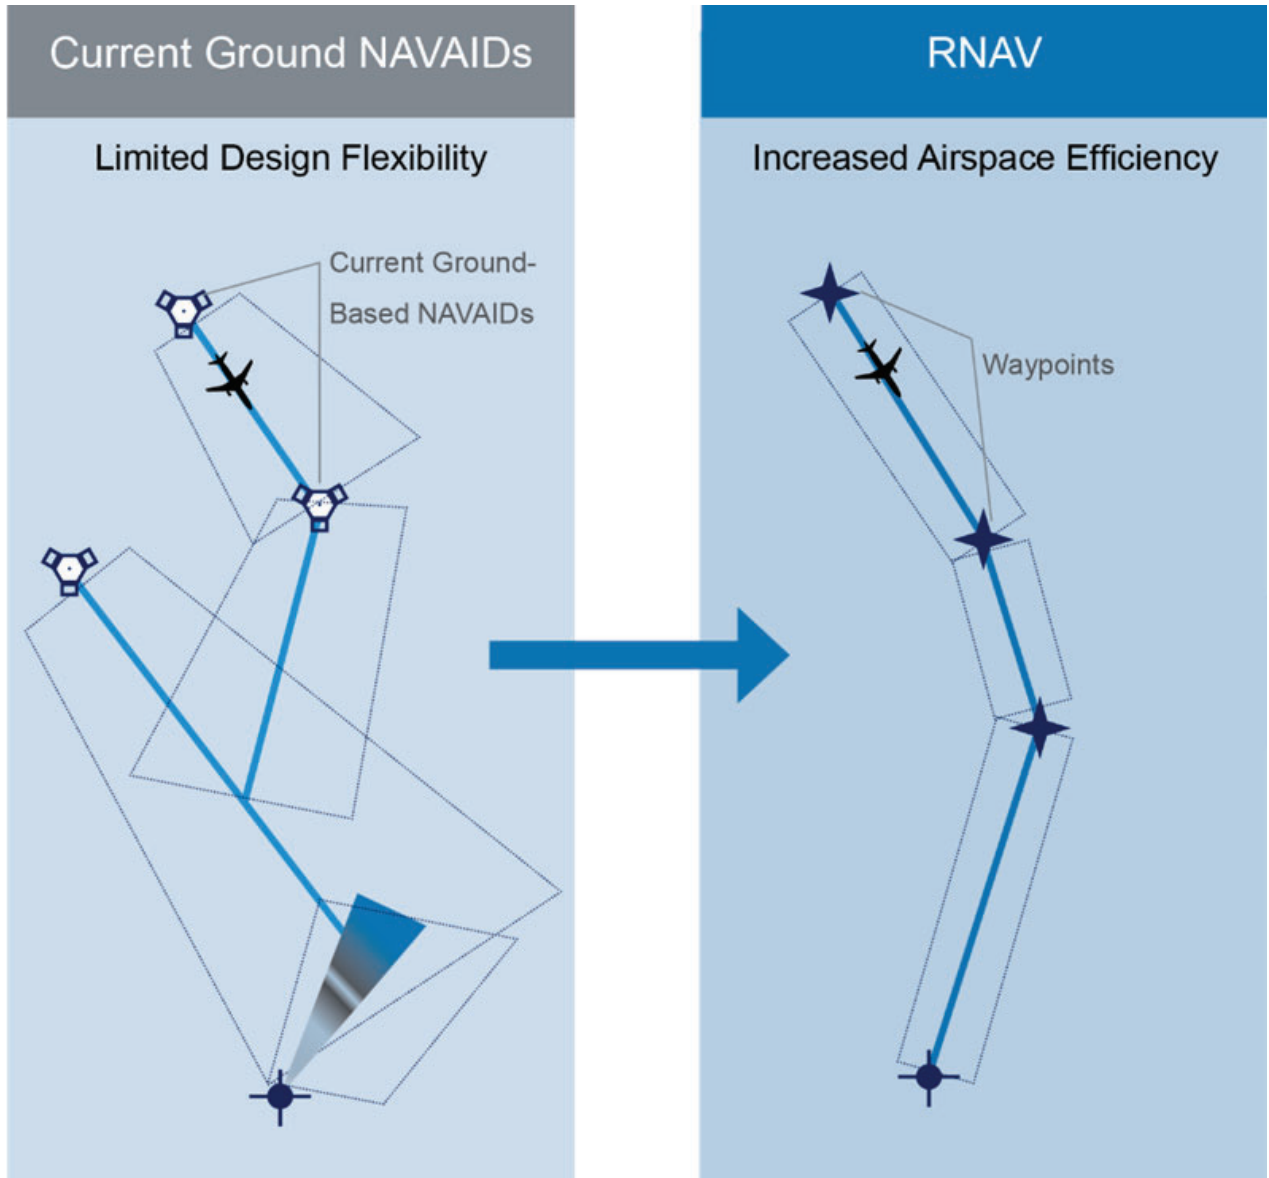 Current Ground NAVAIDs
Limited Design Flexibility
Current Ground-
Based NAVAIDs
RNAV
Increased Airspace Efficiency
Waypoints